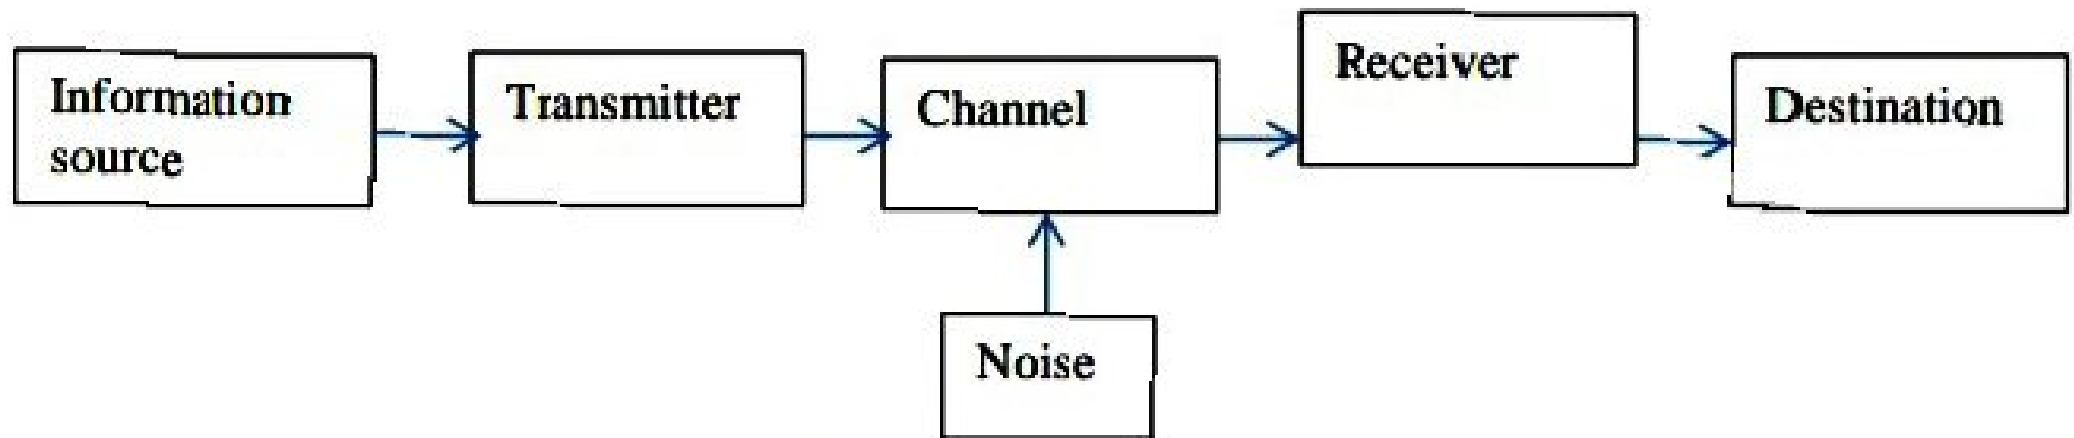 Information
source
Transmitter
Channel
Receiver
Destination
Noise